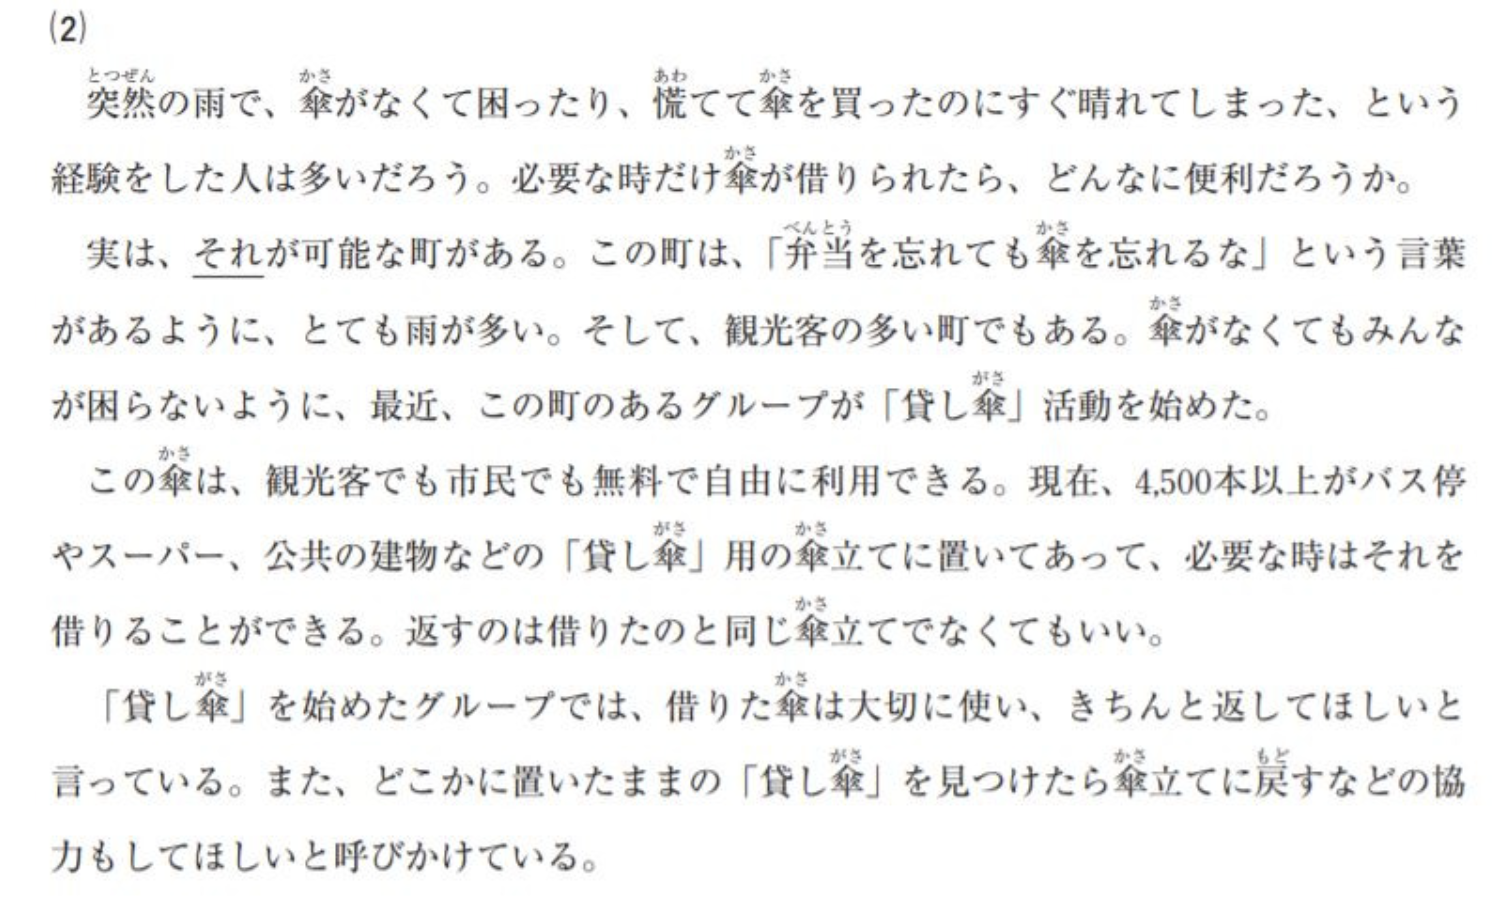 (2)
突然の雨で、傘がなくて困ったり、慌てて傘を買ったのにすぐ晴れてしまった、という
経験をした人は多いだろう。必要な時だけ傘が借りられたら、どんなに便利だろうか。
実は、それが可能な町がある。この町は、「弁当を忘れても傘を忘れるな」という言葉
があるように、とても雨が多い。そして、観光客の多い町でもある。傘がなくてもみんな
が困らないように、最近、この町のあるグループが「貸し傘」活動を始めた。
この傘は、観光客でも市民でも無料で自由に利用できる。現在、4,500本以上がバス停
やスーパー、公共の建物などの「貸し傘」用の傘立てに置いてあって、必要な時はそれを
借りることができる。返すのは借りたのと同じ傘立てでなくてもいい。
「貸し傘」を始めたグループでは、借りた傘は大切に使い、きちんと返してほしいと
言っている。また、どこかに置いたままの「貸し傘」を見つけたら傘立てに戻すなどの協
力もしてほしいと呼びかけている。